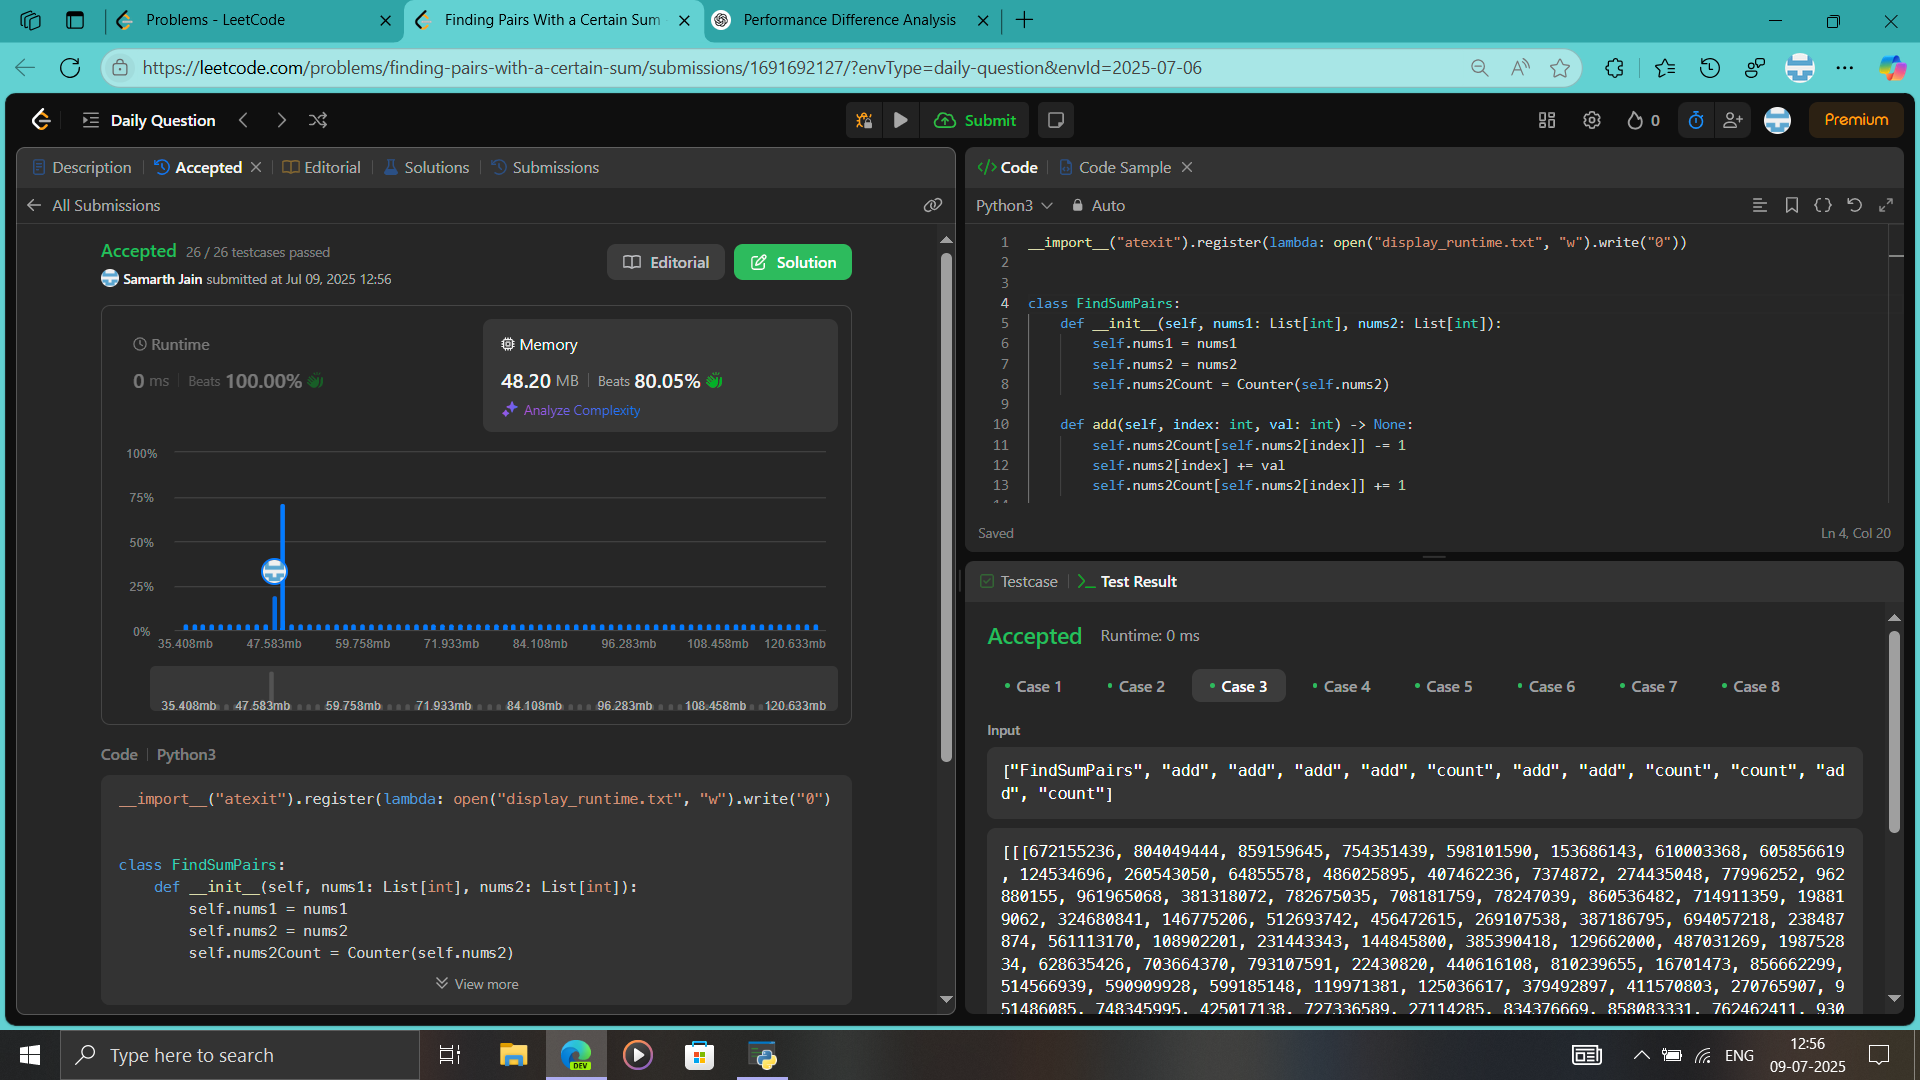 Problems - LeetCode
Finding Pairs With a Certain Sum
Performance Difference Analysis
https://leetcode.com/problems/finding-pairs-with-a-certain-sum/submissions/1691692127/?envType=daily-question&envId=2025-07-06
Daily Question
Submit
0
Premium
Description
Accepted
Editorial
Solutions
Submissions
All Submissions
Accepted 26 / 26 testcases passed
Samarth Jain submitted at Jul 09, 2025 12:56
Editorial
Solution
Runtime
0 ms Beats 100.00%
Memory
48.20 MB Beats 80.05%
Analyze Complexity
100%
75%
50%
25%
0%
35.408mb 47.583mb 59.758mb 71.933mb 84.108mb 96.283mb 108.458mb 120.633mb
35.408mb 47.583mb 59.758mb 71.933mb 84.108mb 96.283mb 108.458mb 120.633mb
Code Python3
__import__("atexit").register(lambda: open("display_runtime.txt", "w").write("0")
class FindSumPairs:
def __init__(self, nums1: List[int], nums2: List[int]):
self.nums1 = nums1
self.nums2 = nums2
self.nums2Count = Counter(self.nums2)
View more
</> Code
Code Sample
Python3
Auto
1 __import__("atexit").register(lambda: open("display_runtime.txt", "w").write("0"))
2
3
4 class FindSumPairs:
5 def __init__(self, nums1: List[int], nums2: List[int]):
6 self.nums1 = nums1
7 self.nums2 = nums2
8 self.nums2Count = Counter(self.nums2)
9
10 def add(self, index: int, val: int) -> None:
11 self.nums2Count[self.nums2[index]] -= 1
12 self.nums2[index] += val
13 self.nums2Count[self.nums2[index]] += 1
Saved
Ln 4, Col 20
Testcase
Test Result
Accepted Runtime: 0 ms
Case 1 Case 2 Case 3 Case 4 Case 5 Case 6 Case 7 Case 8
Input
["FindSumPairs", "add", "add", "add", "add", "count", "add", "add", "count", "count", "ad
d", "count"]
[[[672155236, 804049444, 859159645, 754351439, 598101590, 153686143, 610003368, 605856619
, 124534696, 260543050, 64855578, 486025895, 407462236, 7374872, 274435048, 77996252, 962
880155, 961965068, 381318072, 782675035, 708181759, 78247039, 860536482, 714911359, 19881
9062, 324680841, 146775206, 512693742, 456472615, 269107538, 387186795, 694057218, 238487
874, 561113170, 108902201, 231443343, 144845800, 385390418, 129662000, 487031269, 1987528
34, 628635426, 703664370, 793107591, 22430820, 440616108, 810239655, 16701473, 856662299,
514566939, 590909928, 599185148, 119971381, 125036617, 379492897, 411570803, 270765907, 9
51486085, 748345995, 425017138, 727336589, 27114285, 834376669, 858083331, 762462411, 930
Type here to search
DEV
ENG
12:56
09-07-2025